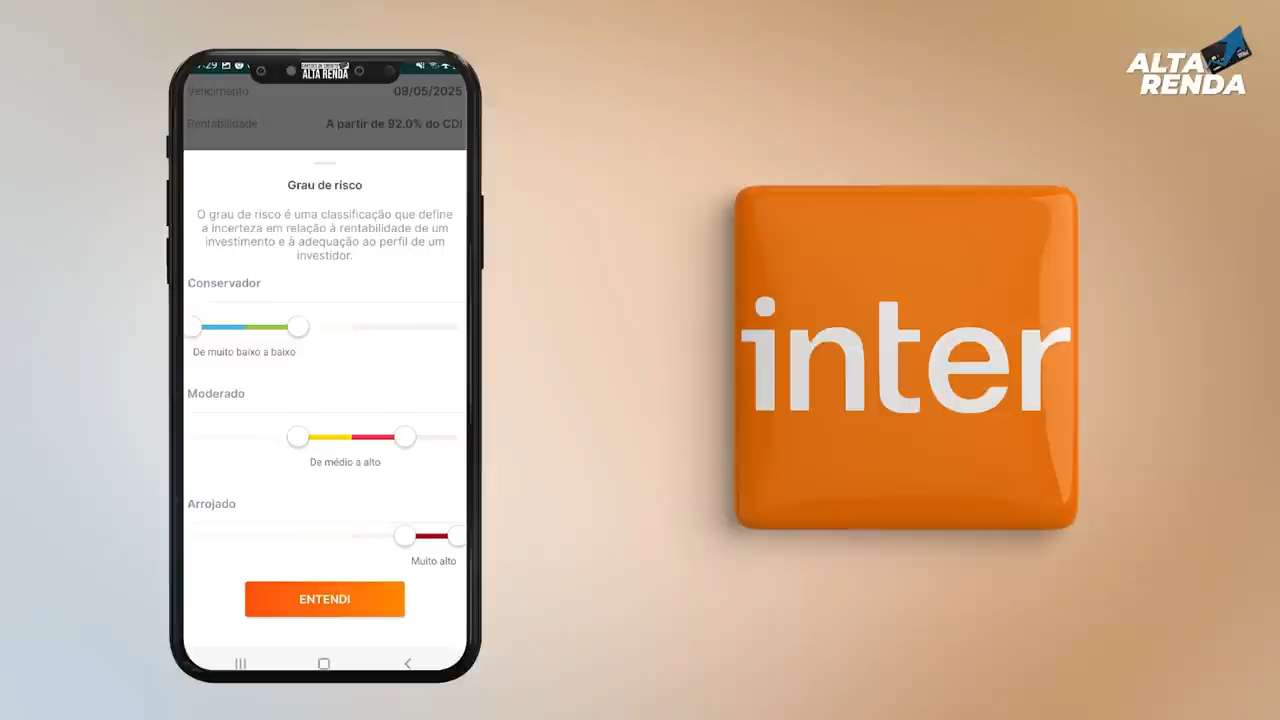 ALTA
RENDA
ALTA RENDA
Vencimento 09/05/2025
Rentabilidade A partir de 92.0% do CDI
Grau de risco
O grau de risco é uma classificação que define
a incerteza em relação à rentabilidade de um
investimento e à adequação ao perfil de um
investidor.
Conservador
De muito baixo a baixo
Moderado
De médio a alto
Arrojado
Muito alto
ENTENDI
inter